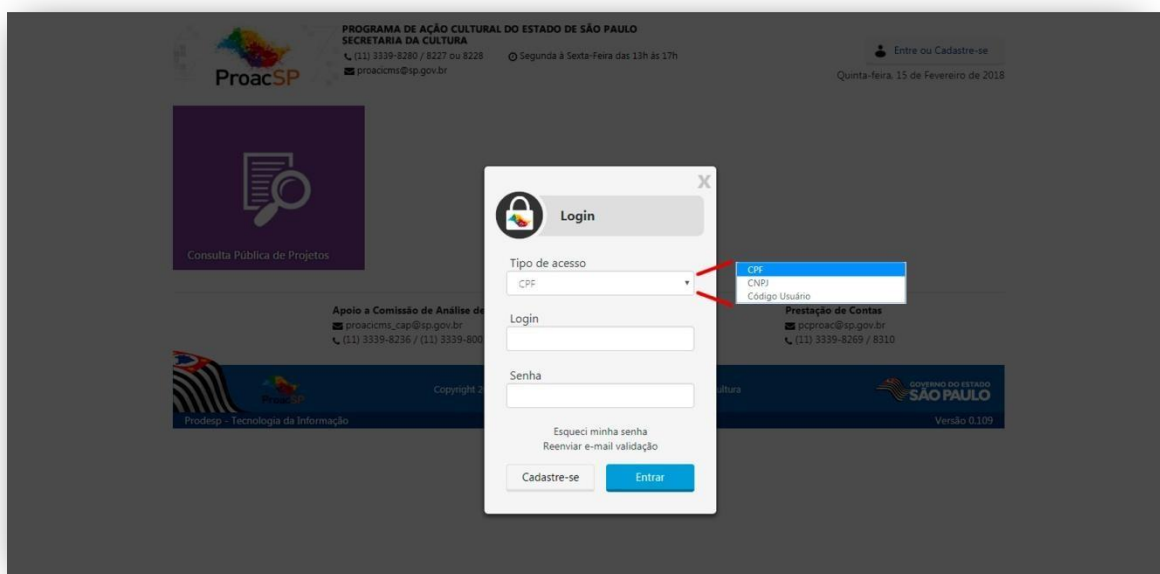 PROGRAMA DE AÇÃO CULTURAL DO ESTADO DE SÃO PAULO
SECRETARIA DA CULTURA
(11) 3339-8280 / 8227 ou 8228
Segunda à Sexta-Feira das 13h às 17h
proacicms@sp.gov.br
ProacSP
Entre ou Cadastre-se
Quinta-feira, 15 de Fevereiro de 2018
Consulta Pública de Projetos
X
Login
Tipo de acesso
CPF
CPF
CNPJ
Código Usuário
Login
Senha
Esqueci minha senha
Reenviar e-mail validação
Cadastre-se
Entrar
Apoio a Comissão de Análise de
proacicms_cap@sp.gov.br
(11) 3339-8236 / (11) 3339-800
Prestação de Contas
pcproac@sp.gov.br
(11) 3339-8269 / 8310
ProacSP
Copyright 2
ultura
GOVERNO DO ESTADO
SÃO PAULO
Prodesp - Tecnologia da Informação
Versão 0.109